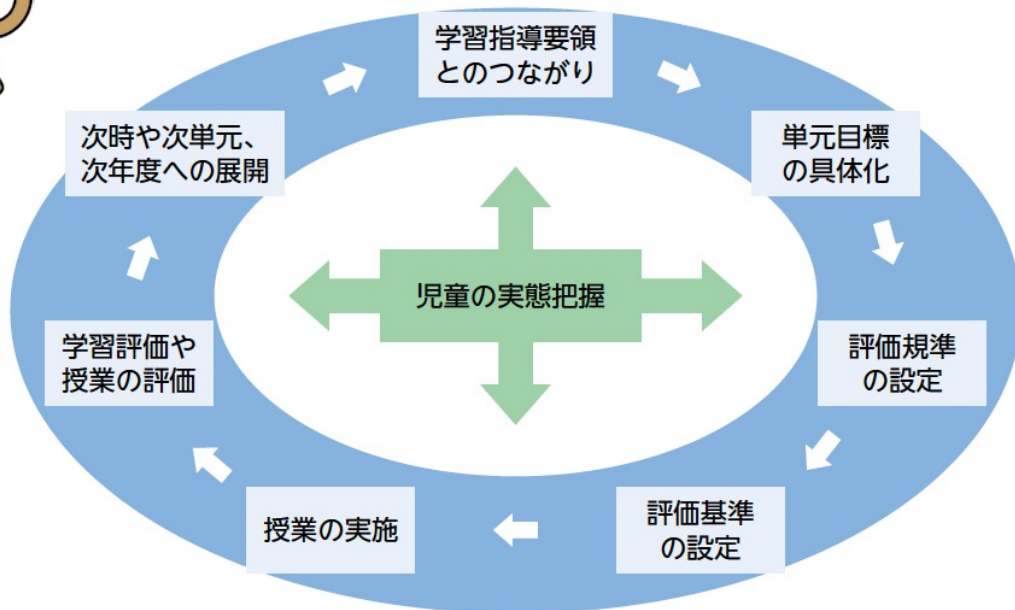 学習指導要領
とのつながり
単元目標
の具体化
評価規準
の設定
評価基準
の設定
授業の実施
学習評価や
授業の評価
次時や次単元、
次年度への展開
児童の実態把握